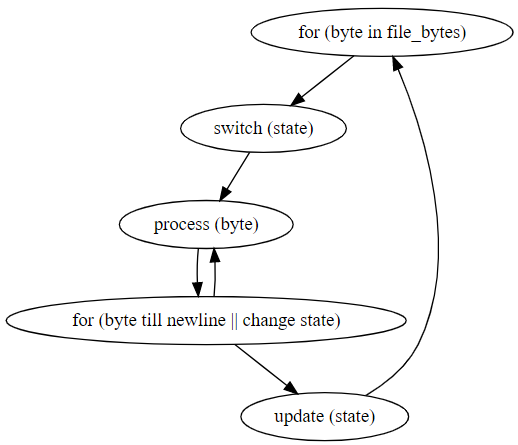 for (byte in file_bytes)
switch (state)
process (byte)
for (byte till newline || change state)
update (state)